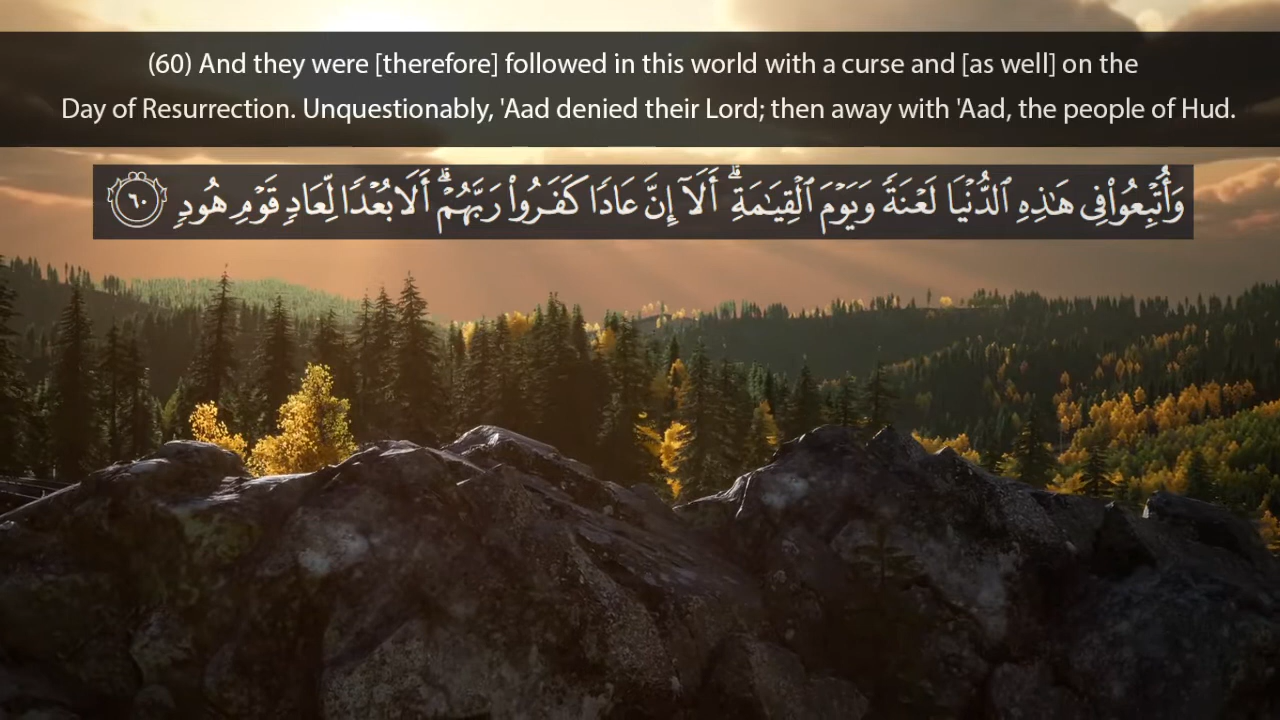 (60) And they were [therefore] followed in this world with a curse and [as well] on the
Day of Resurrection. Unquestionably, 'Aad denied their Lord; then away with 'Aad, the people of Hud.
وَأُتۡبِعُواْ فِي هَٰذِهِ ٱلدُّنۡيَا لَعۡنَةٗ وَيَوۡمَ ٱلۡقِيَٰمَةِۗ أَلَآ إِنَّ عَادٗا كَفَرُواْ رَبَّهُمۡۗ أَلَا بُعۡدٗا لِّعَادٖ قَوۡمِ هُودٖ ٦٠